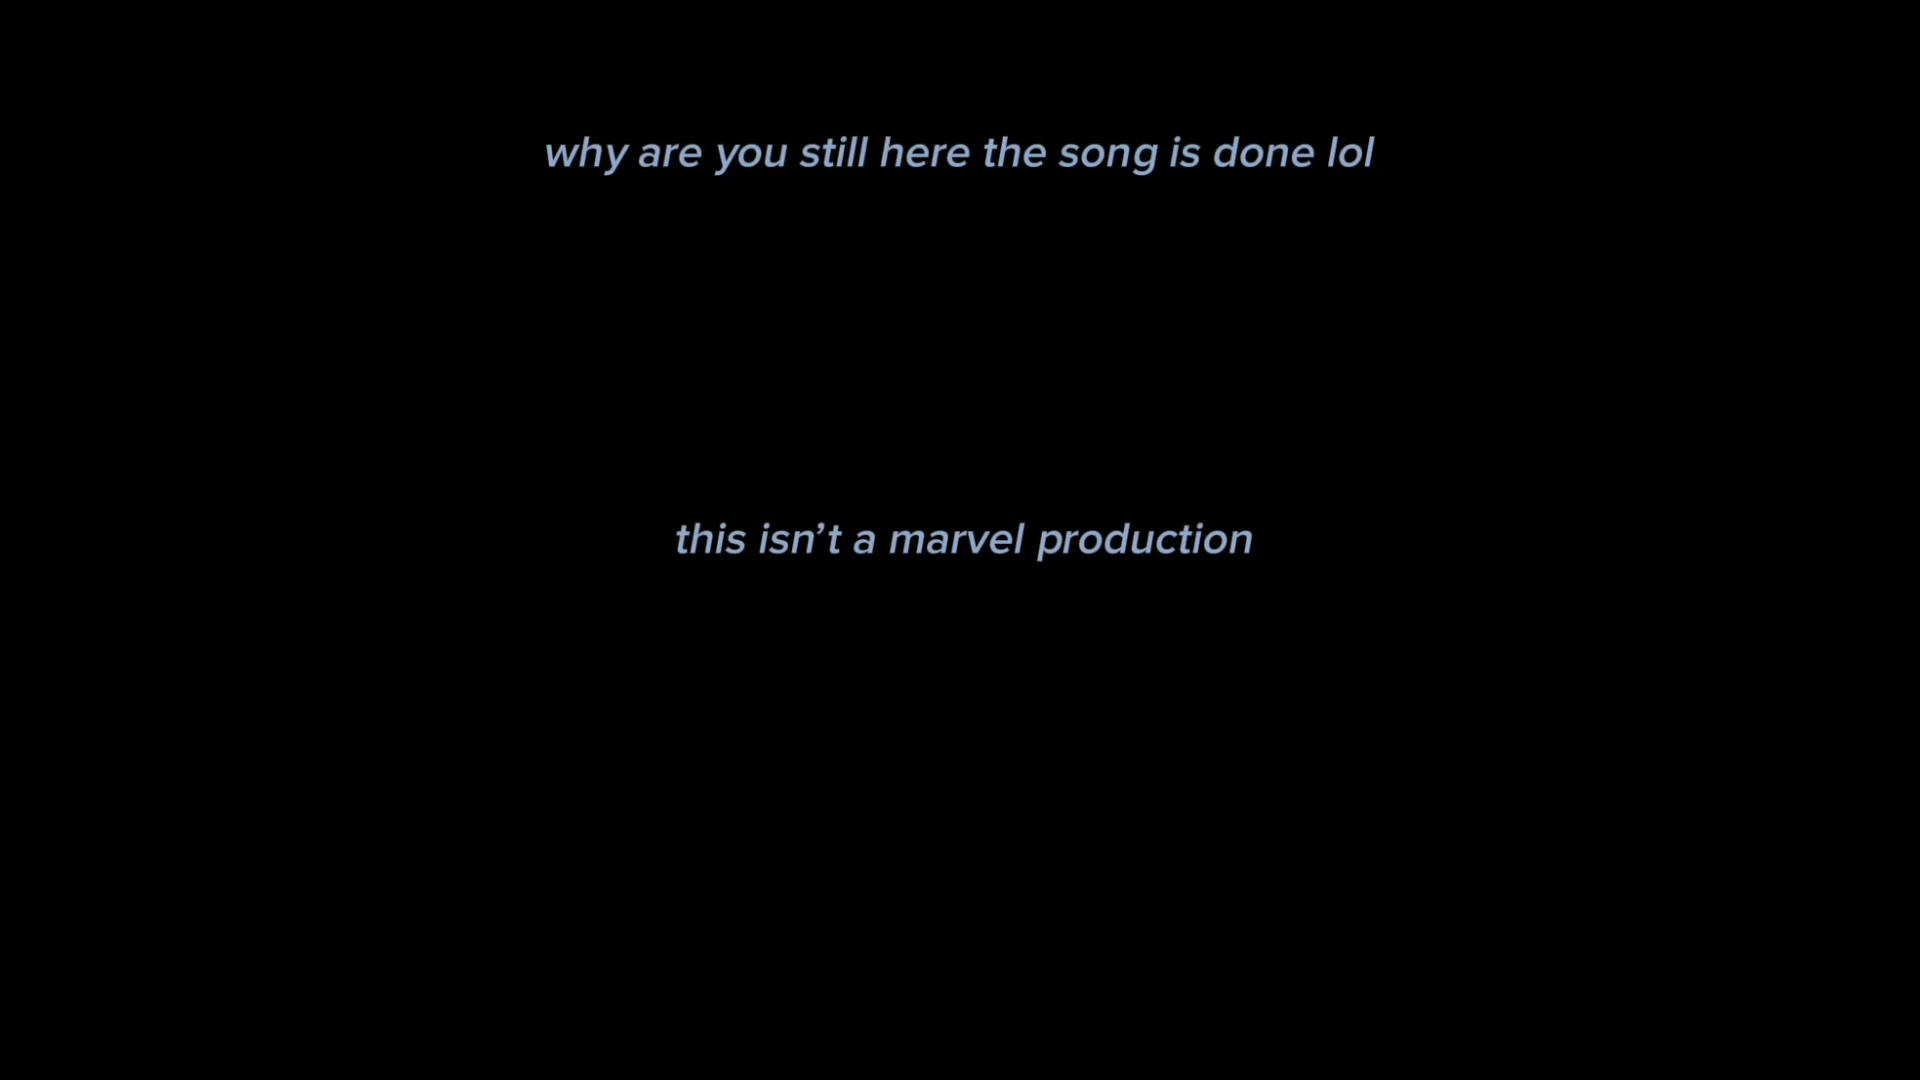 why are you still here the song is done lol
this isn’t a marvel production